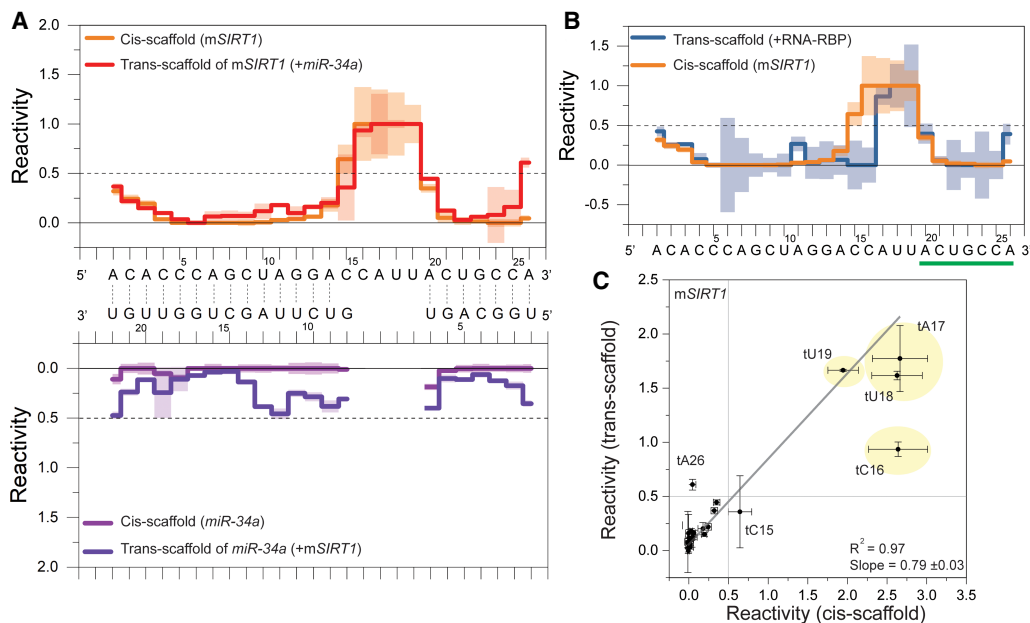 A
2.0
1.5
1.0
0.5
0.0
Reactivity
Cis-scaffold (mSIRT1)
Trans-scaffold of mSIRT1 (+miR-34a)
5 10 15 20 25
5' A C A C C C A G C U A G G A C C A U U A C U G C C A 3'
3' U G U U G G U C G A U U C U G U G A C G G U 5'
20 15 10 5
0.0
0.5
1.0
1.5
2.0
Reactivity
Cis-scaffold (miR-34a)
Trans-scaffold of miR-34a (+mSIRT1)
B
1.5
1.0
0.5
0.0
-0.5
Reactivity
Trans-scaffold (+RNA-RBP)
Cis-scaffold (mSIRT1)
5 10 15 20 25
5' A C A C C C A G C U A G G A C C A U U A C U G C C A 3
C
mSIRT1
2.5
2.0
1.5
1.0
0.5
0.0
Reactivity (trans-scaffold)
tA17
tU19
tU18
tC16
tA26
tC15
R2 = 0.97
Slope = 0.79 ±0.03
0.0 0.5 1.0 1.5 2.0 2.5 3.0 3.5
Reactivity (cis-scaffold)